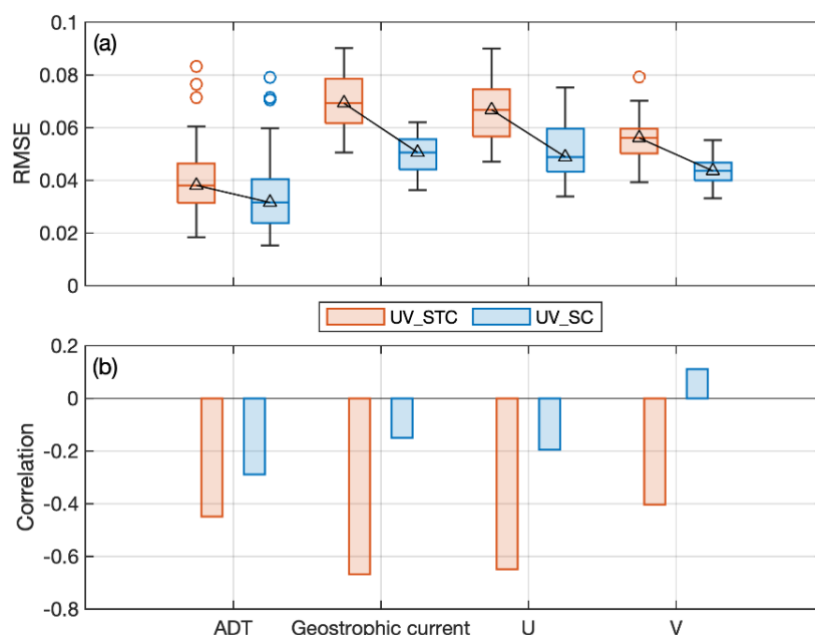 (a)
RMSE
0.1
0.08
0.06
0.04
0.02
0
UV_STC UV_SC
(b)
Correlation
0.2
0
-0.2
-0.4
-0.6
-0.8
ADT Geostrophic current U V